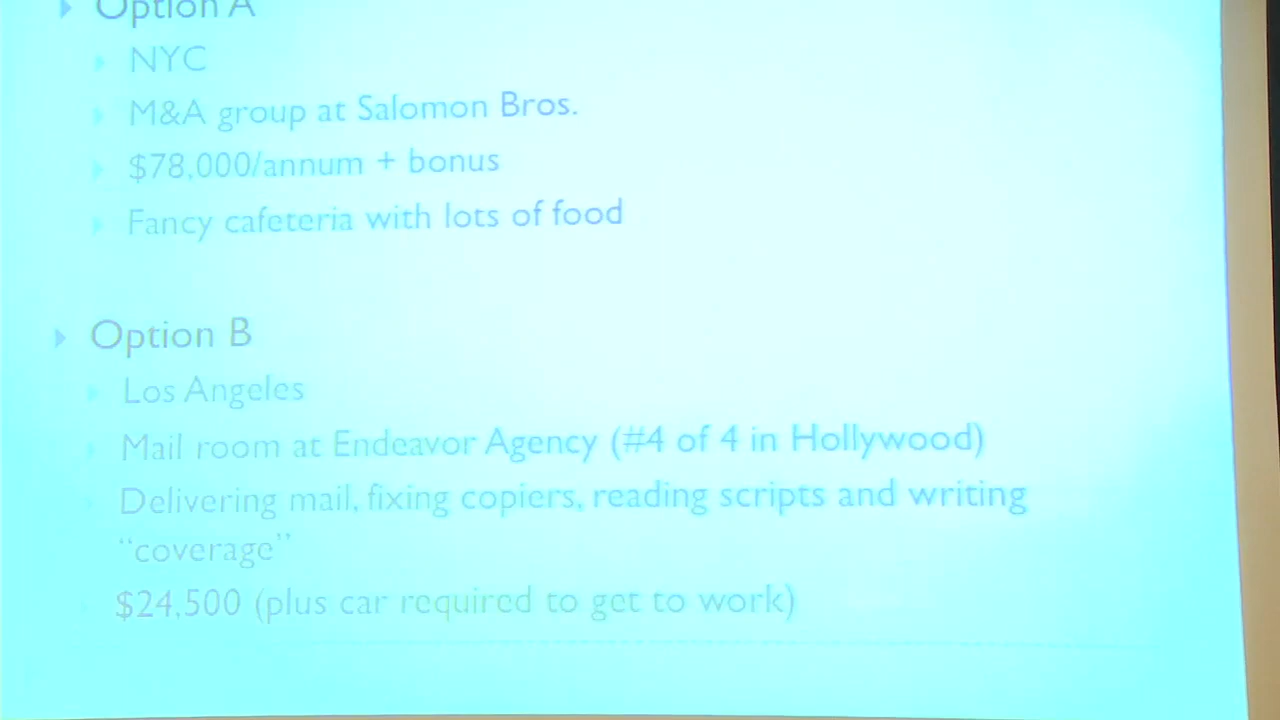 Option A
NYC
M&A group at Salomon Bros.
$78,000/annum + bonus
Fancy cafeteria with lots of food
Option B
Los Angeles
Mail room at Endeavor Agency (#4 of 4 in Hollywood)
Delivering mail, fixing copiers, reading scripts and writing
“coverage”
$24,500 (plus car required to get to work)